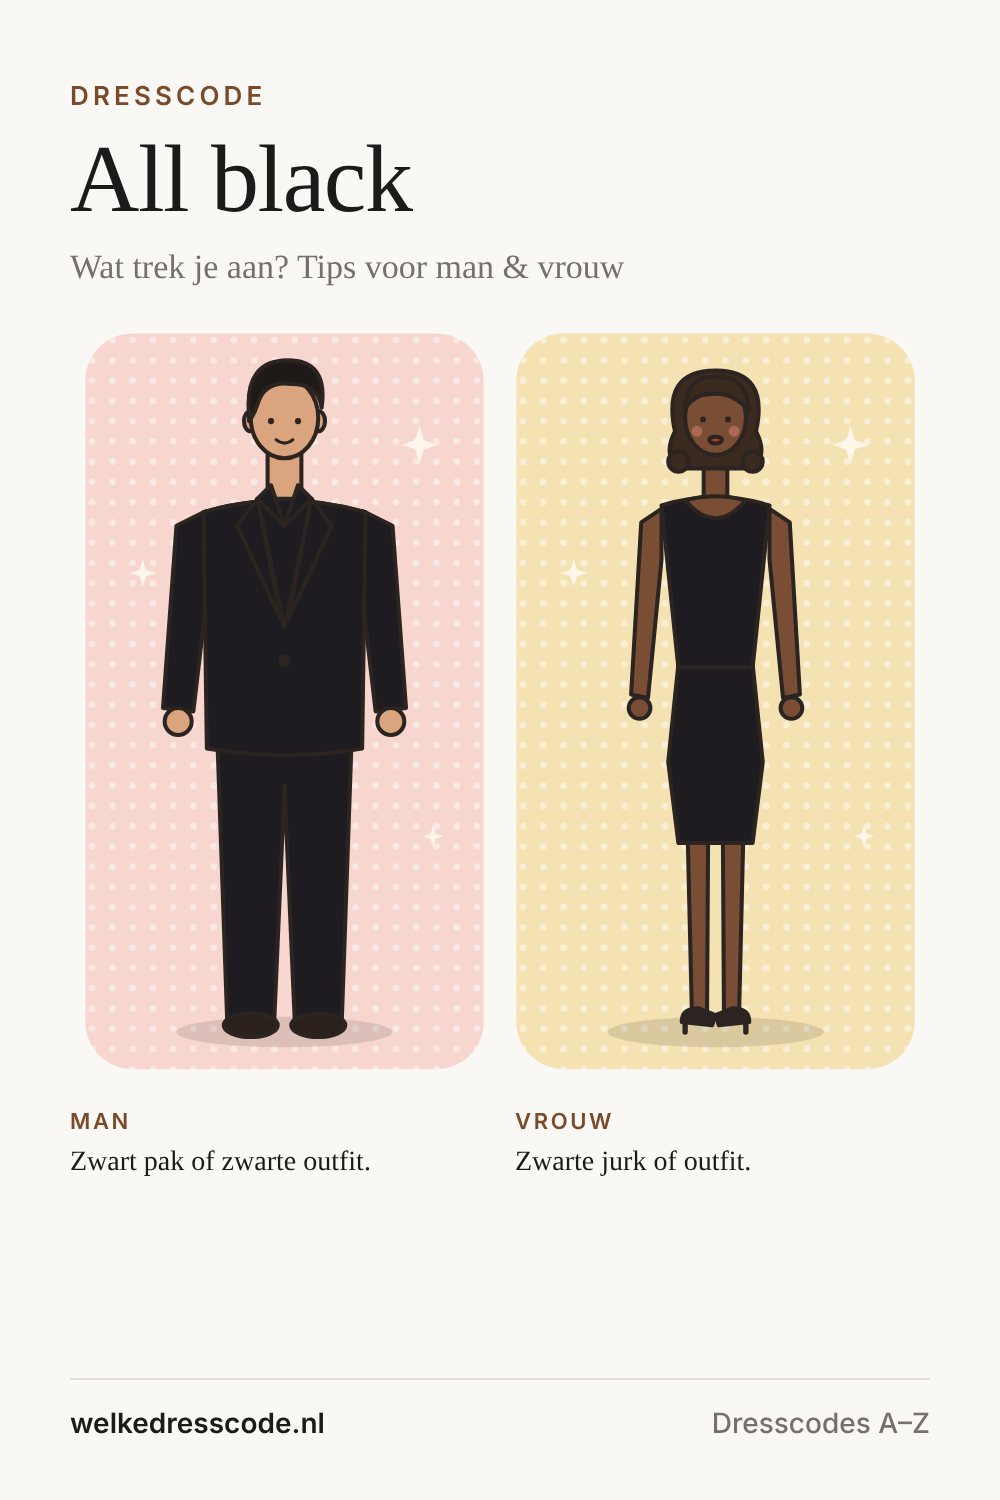 DRESSCODE
All black
Wat trek je aan? Tips voor man & vrouw
MAN
Zwart pak of zwarte outfit.
VROUW
Zwarte jurk of outfit.
welkedresscode.nl
Dresscodes A–Z